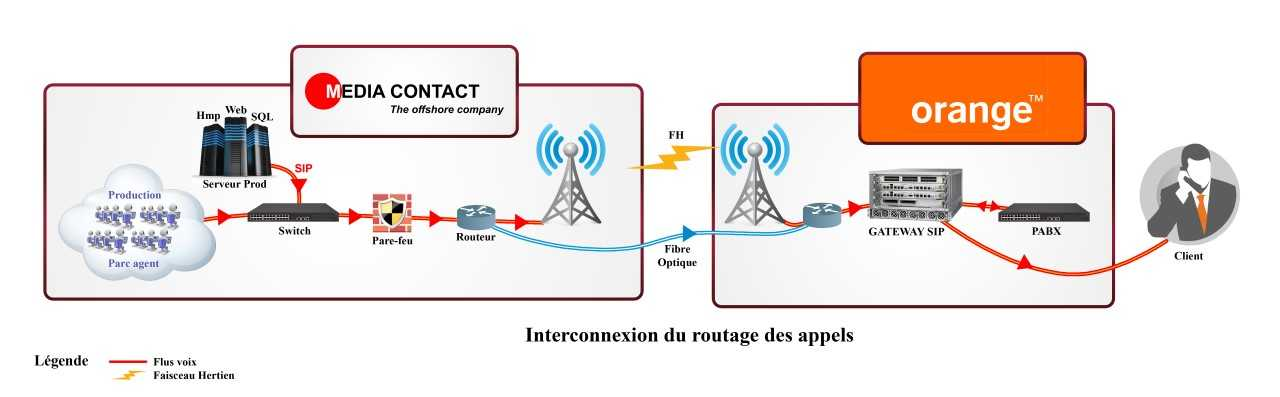 MEDIA CONTACT
The offshore company
orange™
Hmp Web SQL
SIP
Serveur Prod
Production
Parc agent
Switch
Pare-feu
Routeur
FH
Fibre
Optique
GATEWAY SIP
PABX
Client
Interconnexion du routage des appels
Légende
Flus voix
Faisceau Hertien